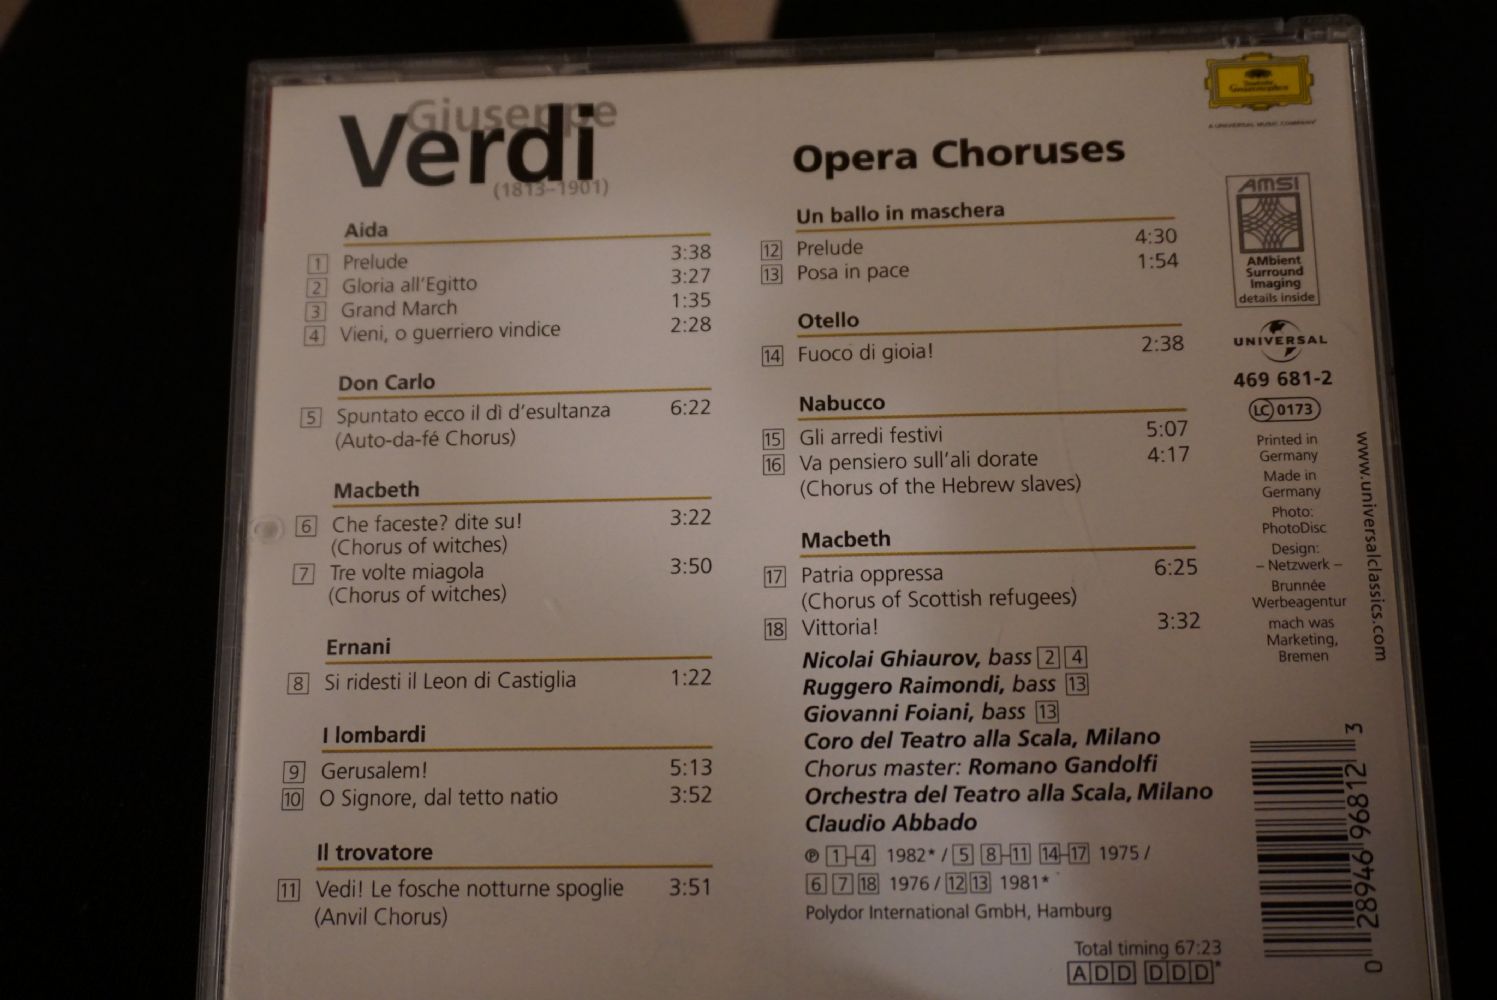 Giuseppe
Verdi
(1813–1901)
Aida
1 Prelude 3:38
2 Gloria all'Egitto 3:27
3 Grand March 1:35
4 Vieni, o guerriero vindice 2:28
Don Carlo
5 Spuntato ecco il dì d'esultanza 6:22
(Auto-da-fé Chorus)
Macbeth
6 Che faceste? dite su! 3:22
(Chorus of witches)
7 Tre volte miagola 3:50
(Chorus of witches)
Ernani
8 Si ridesti il Leon di Castiglia 1:22
I lombardi
9 Gerusalem! 5:13
10 O Signore, dal tetto natio 3:52
Il trovatore
11 Vedi! Le fosche notturne spoglie 3:51
(Anvil Chorus)
Opera Choruses
Un ballo in maschera
12 Prelude 4:30
13 Posa in pace 1:54
Otello
14 Fuoco di gioia! 2:38
Nabucco
15 Gli arredi festivi 5:07
16 Va pensiero sull'ali dorate 4:17
(Chorus of the Hebrew slaves)
Macbeth
17 Patria oppressa 6:25
(Chorus of Scottish refugees)
18 Vittoria! 3:32
Nicolai Ghiaurov, bass 2 4
Ruggero Raimondi, bass 13
Giovanni Foiani, bass 13
Coro del Teatro alla Scala, Milano
Chorus master: Romano Gandolfi
Orchestra del Teatro alla Scala, Milano
Claudio Abbado
℗ 1–4 1982* / 5 8–11 14–17 1975 /
6 7 18 1976 / 12 13 1981*
Polydor International GmbH, Hamburg
Total timing 67:23
ADD DDD*
Deutsche
Grammophon
A UNIVERSAL MUSIC COMPANY
AMSI
AMbient
Surround
Imaging
details inside
UNIVERSAL
469 681-2
LC 0173
Printed in
Germany
Made in
Germany
Photo:
PhotoDisc
Design:
– Netzwerk –
Brunnée
Werbeagentur
mach was
Marketing,
Bremen
www.universalclassics.com
0 28946 96812 3